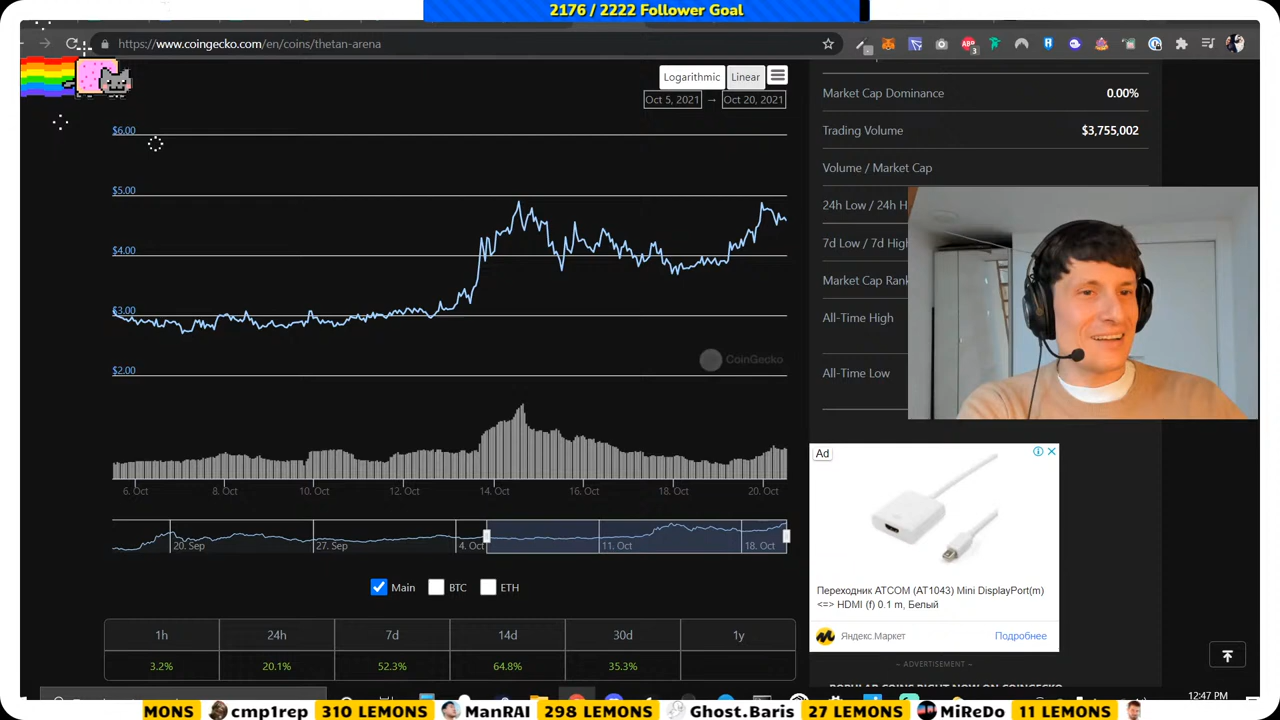 2176 / 2222 Follower Goal
https://www.coingecko.com/en/coins/thetan-arena
Logarithmic
Linear
Oct 5, 2021 → Oct 20, 2021
$6.00
$5.00
$4.00
$3.00
$2.00
CoinGecko
6. Oct
8. Oct
10. Oct
12. Oct
14. Oct
16. Oct
18. Oct
20. Oct
20. Sep
27. Sep
4. Oct
11. Oct
18. Oct
Main
BTC
ETH
1h 24h 7d 14d 30d 1y
3.2% 20.1% 52.3% 64.8% 35.3%
Market Cap Dominance 0.00%
Trading Volume $3,755,002
Volume / Market Cap
24h Low / 24h H
7d Low / 7d High
Market Cap Rank
All-Time High
All-Time Low
Ad
Переходник ATCOM (AT1043) Mini DisplayPort(m)
<=> HDMI (f) 0.1 m, Белый
Яндекс Маркет
Подробнее
– ADVERTISEMENT –
POPULAR COINS RIGHT NOW ON COINGECKO
12:47 PM
MONS cmp1rep 310 LEMONS ManRAI 298 LEMONS Ghost.Baris 27 LEMONS MiReDo 11 LEMONS